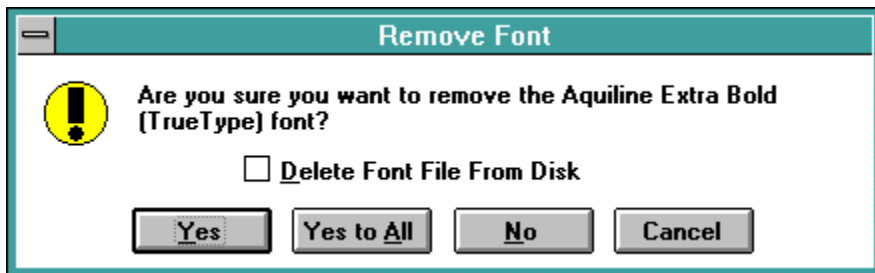 Remove Font
Are you sure you want to remove the Aquiline Extra Bold
(TrueType) font?
Delete Font File From Disk
Yes Yes to All No Cancel